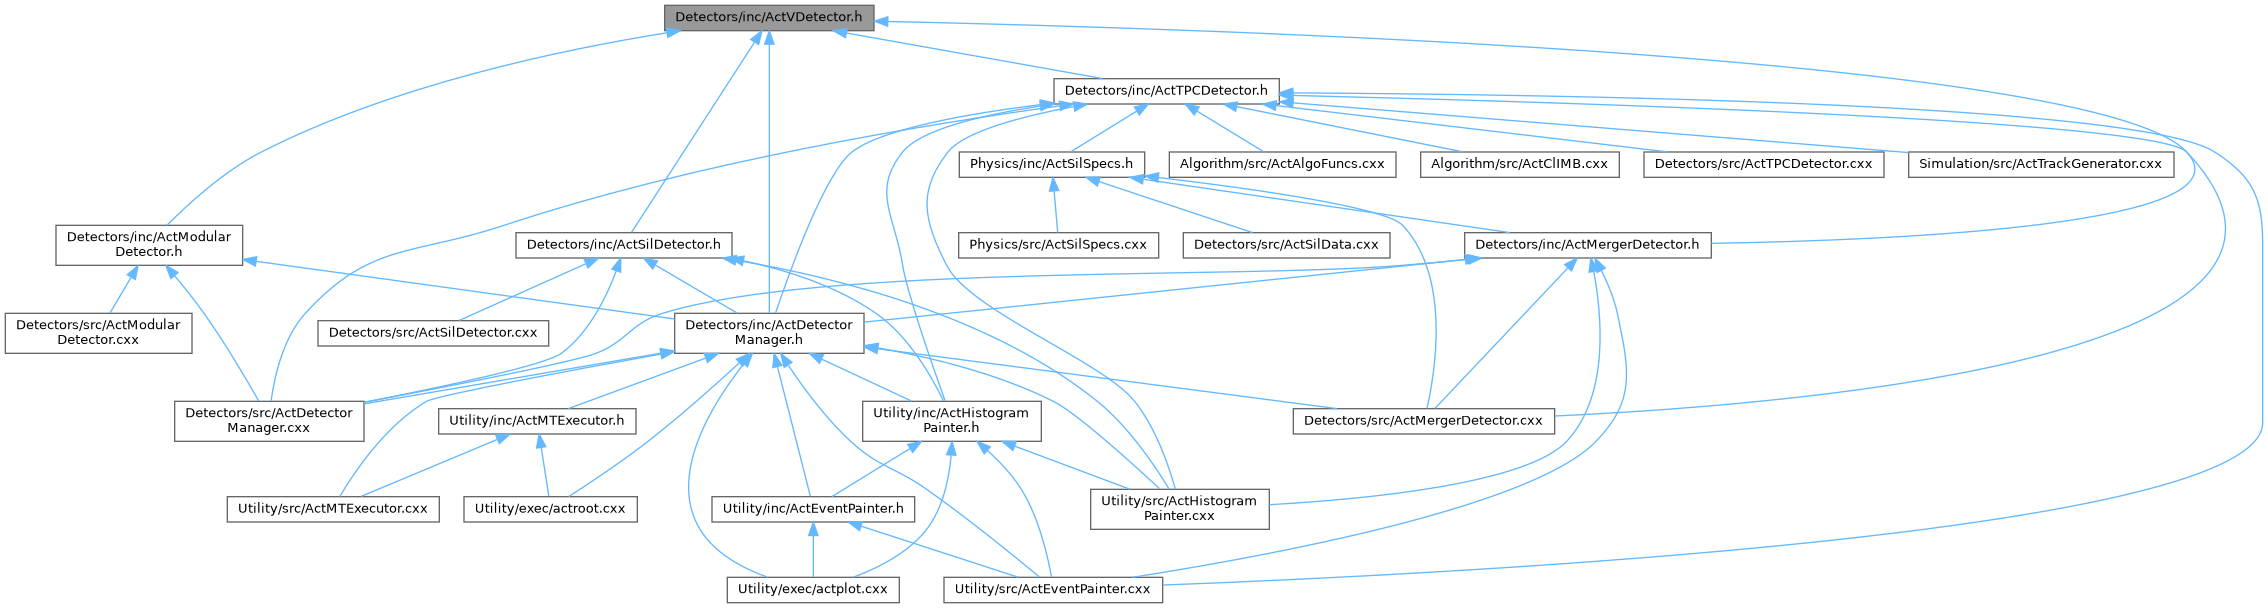 Detectors/inc/ActVDetector.h
Detectors/inc/ActTPCDetector.h
Physics/inc/ActSilSpecs.h
Algorithm/src/ActAlgoFuncs.cxx
Algorithm/src/ActClIMB.cxx
Detectors/src/ActTPCDetector.cxx
Simulation/src/ActTrackGenerator.cxx
Detectors/inc/ActModular
Detector.h
Detectors/inc/ActSilDetector.h
Physics/src/ActSilSpecs.cxx
Detectors/src/ActSilData.cxx
Detectors/inc/ActMergerDetector.h
Detectors/src/ActModular
Detector.cxx
Detectors/src/ActSilDetector.cxx
Detectors/inc/ActDetector
Manager.h
Detectors/src/ActDetector
Manager.cxx
Utility/inc/ActMTExecutor.h
Utility/inc/ActHistogram
Painter.h
Detectors/src/ActMergerDetector.cxx
Utility/src/ActMTExecutor.cxx
Utility/exec/actroot.cxx
Utility/inc/ActEventPainter.h
Utility/src/ActHistogram
Painter.cxx
Utility/exec/actplot.cxx
Utility/src/ActEventPainter.cxx